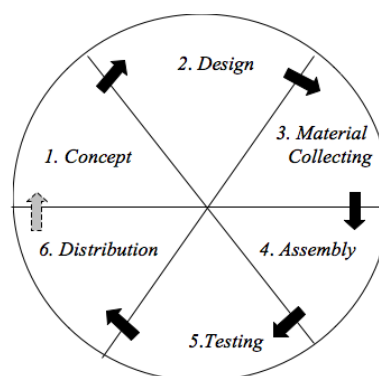 1. Concept
2. Design
3. Material
Collecting
4. Assembly
5.Testing
6. Distribution